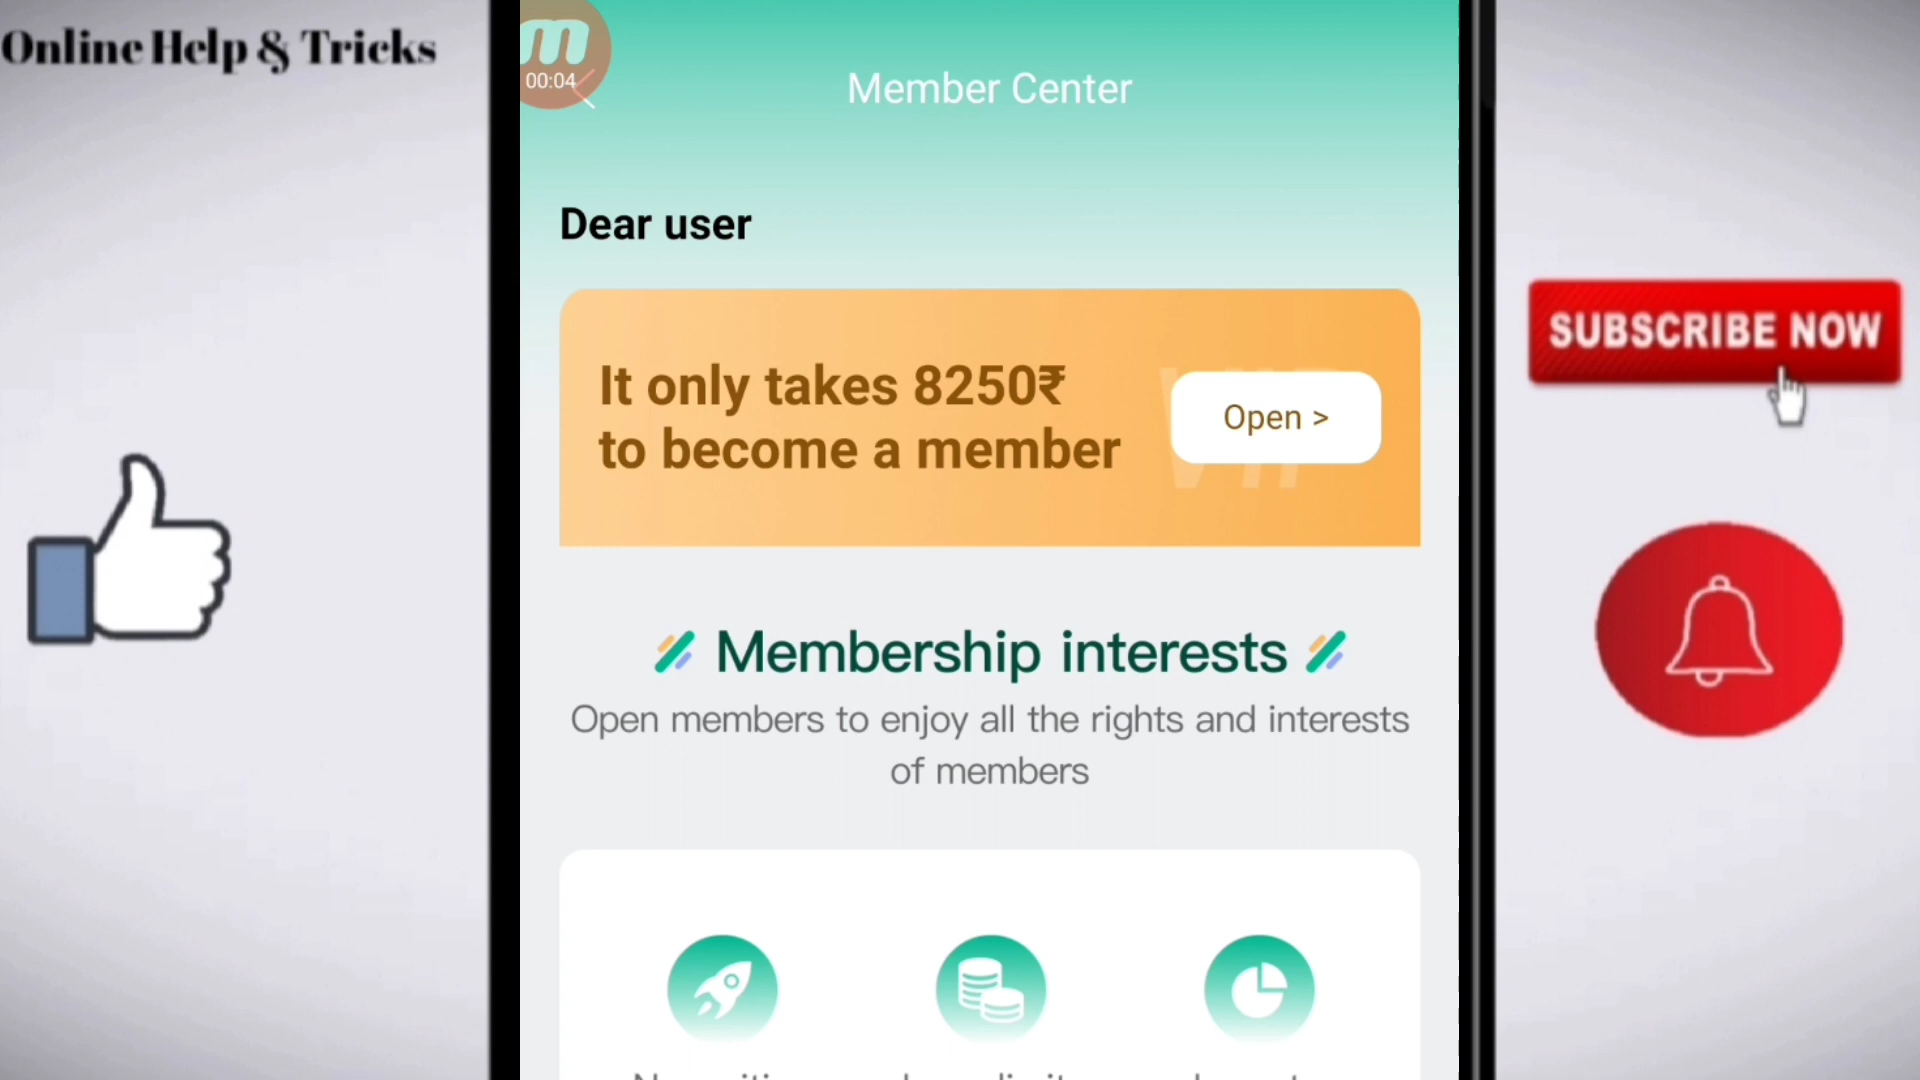 Online Help & Tricks
m
00:04
Member Center
Dear user
It only takes 8250₹
to become a member
Open >
Membership interests
Open members to enjoy all the rights and interests
of members
SUBSCRIBE NOW